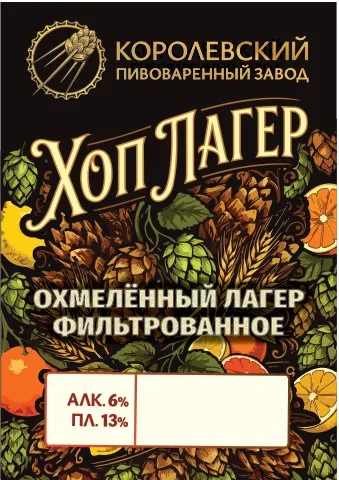 КОРОЛЕВСКИЙ
ПИВОВАРЕННЫЙ ЗАВОД
ХОП ЛАГЕР
ОХМЕЛЁННЫЙ ЛАГЕР
ФИЛЬТРОВАННОЕ
АЛК. 6%
ПЛ. 13%